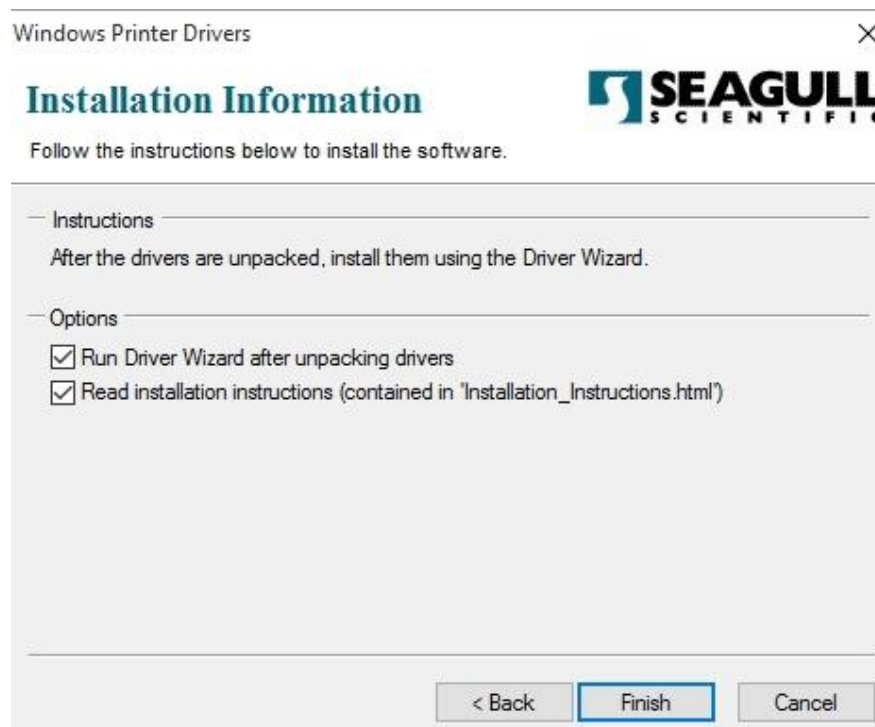 Windows Printer Drivers
Installation Information
SEAGULL
SCIENTIFIC
Follow the instructions below to install the software.
Instructions
After the drivers are unpacked, install them using the Driver Wizard.
Options
Run Driver Wizard after unpacking drivers
Read installation instructions (contained in 'Installation_Instructions.html')
< Back Finish Cancel